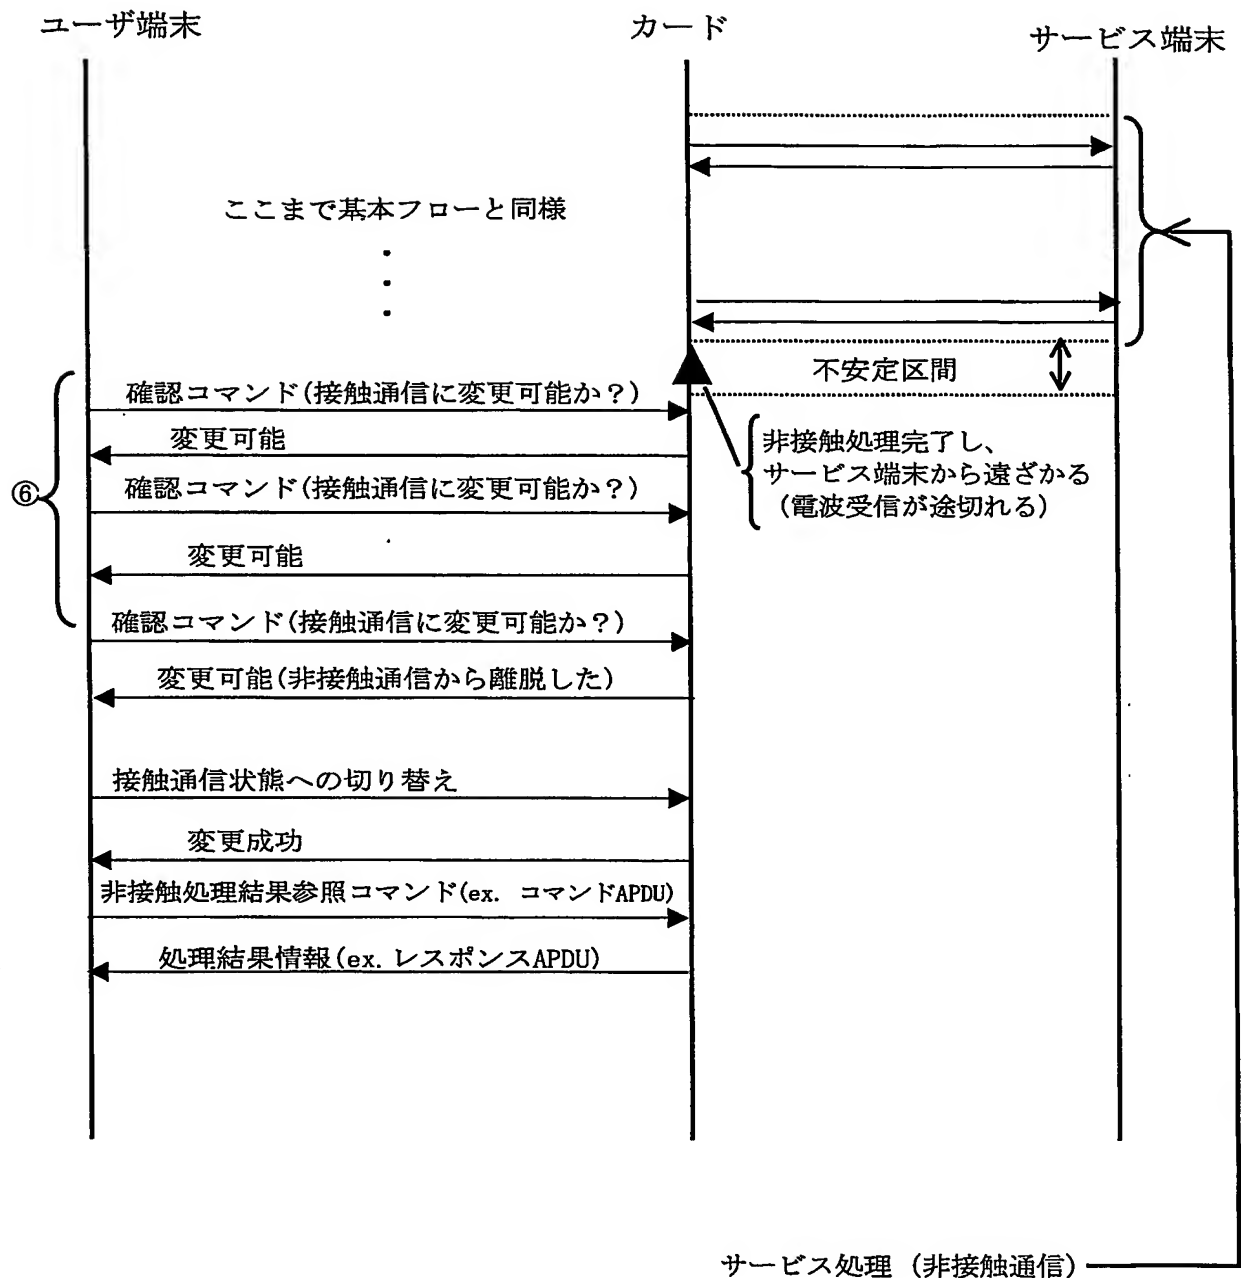 ユーザ端末
カード
サービス端末
ここまで基本フローと同様
・
・
・
不安定区間
確認コマンド(接触通信に変更可能か?)
変更可能
非接触処理完了し、
サービス端末から遠ざかる
(電波受信が途切れる)
⑥
確認コマンド(接触通信に変更可能か?)
変更可能
確認コマンド(接触通信に変更可能か?)
変更可能(非接触通信から離脱した)
接触通信状態への切り替え
変更成功
非接触処理結果参照コマンド(ex. コマンドAPDU)
処理結果情報(ex. レスポンスAPDU)
サービス処理 (非接触通信)